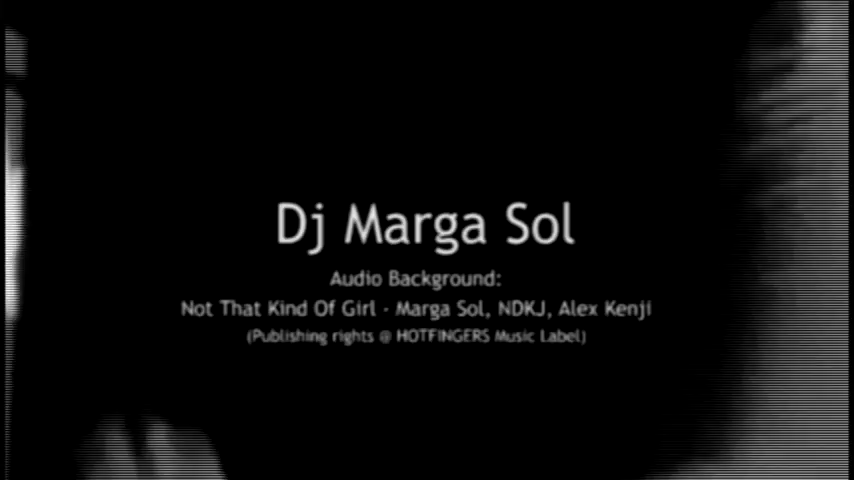 Dj Marga Sol
Audio Background:
Not That Kind Of Girl - Marga Sol, NDKJ, Alex Kenji
(Publishing rights @ HOTFINGERS Music Label)